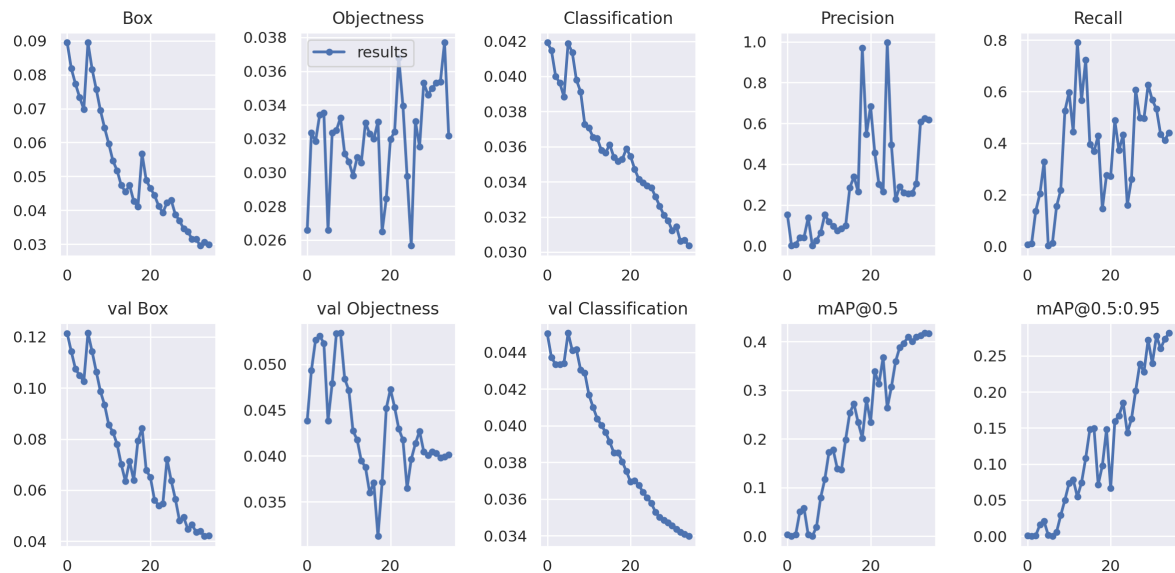 Box Objectness Classification Precision Recall
0.09 0.038 0.042 1.0 0.8
results
0.08 0.036 0.040 0.8 0.6
0.07 0.034 0.038 0.6 0.4
0.06 0.032 0.036 0.4 0.2
0.05 0.030 0.034 0.2 0.0
0.04 0.028 0.032 0.0
0.03 0.026 0.030
0 20 0 20 0 20 0 20 0 20
val Box val Objectness val Classification mAP@0.5 mAP@0.5:0.95
0.12 0.050 0.044 0.4 0.25
0.10 0.045 0.042 0.3 0.20
0.08 0.040 0.040 0.2 0.15
0.06 0.035 0.038 0.1 0.10
0.04 0.036 0.0 0.05
0.034 0.00
0 20 0 20 0 20 0 20 0 20